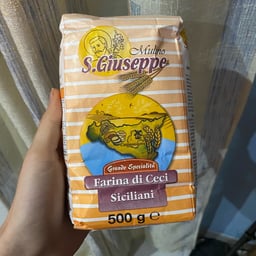 Mulino
S.Giuseppe
Grande Specialità
Farina di Ceci
Siciliani
500 g e